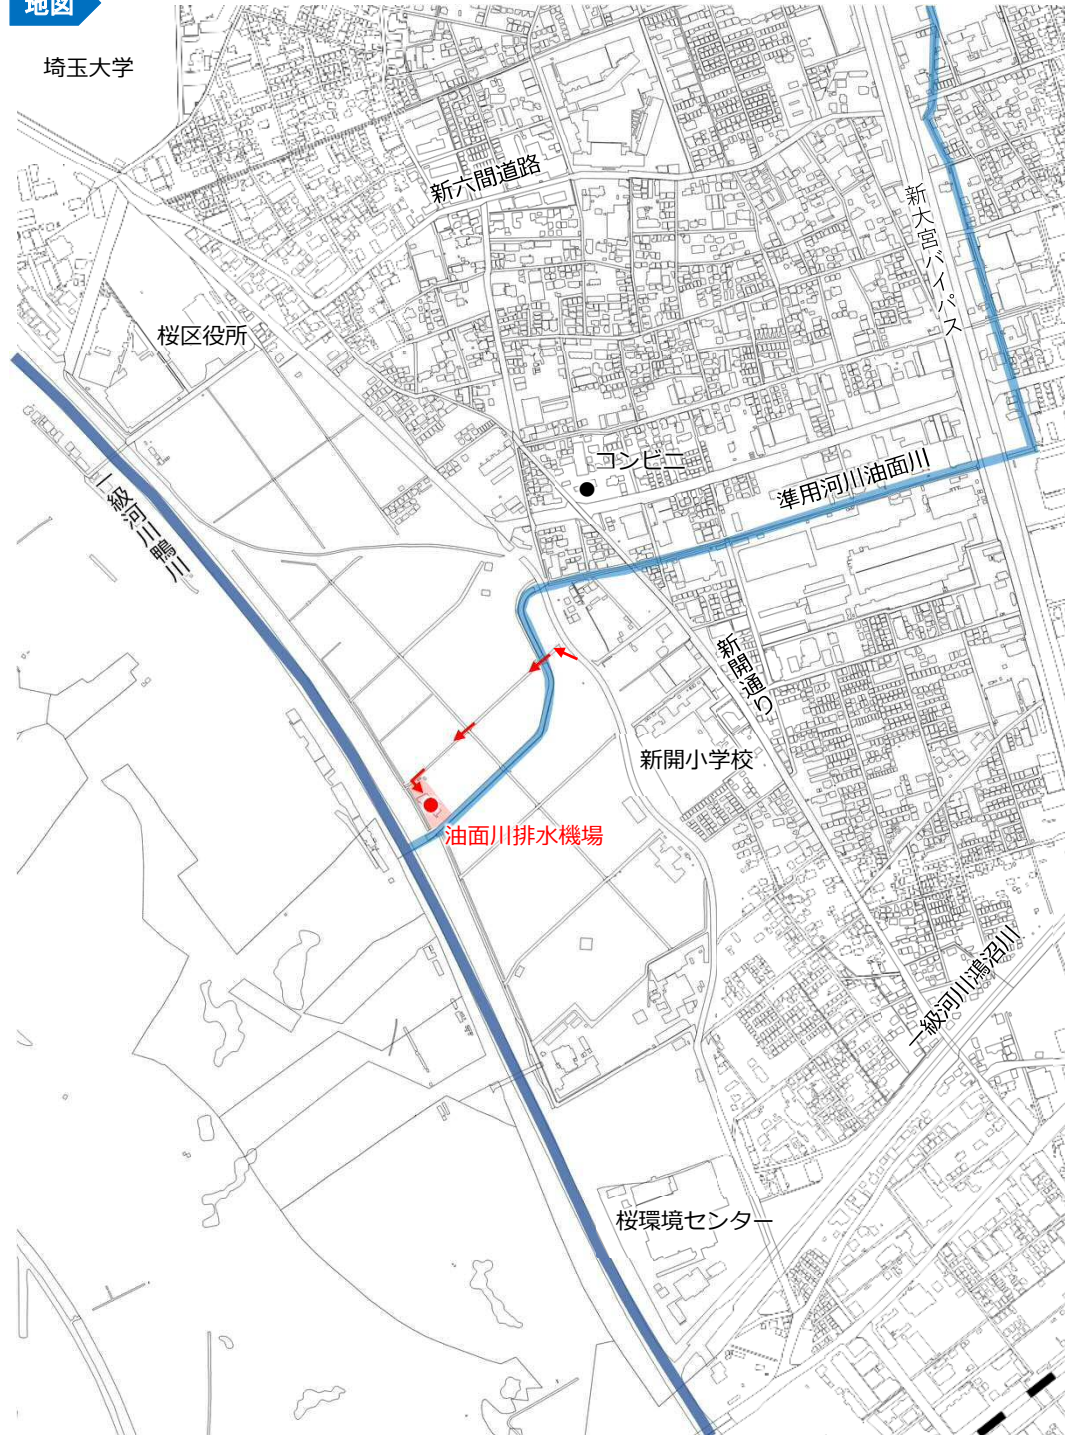 地図
埼玉大学
新六間道路
新大宮バイパス
桜区役所
コンビニ
準用河川油面川
一級河川鴨川
新開通り
新開小学校
油面川排水機場
一級河川鴻沼川
桜環境センター